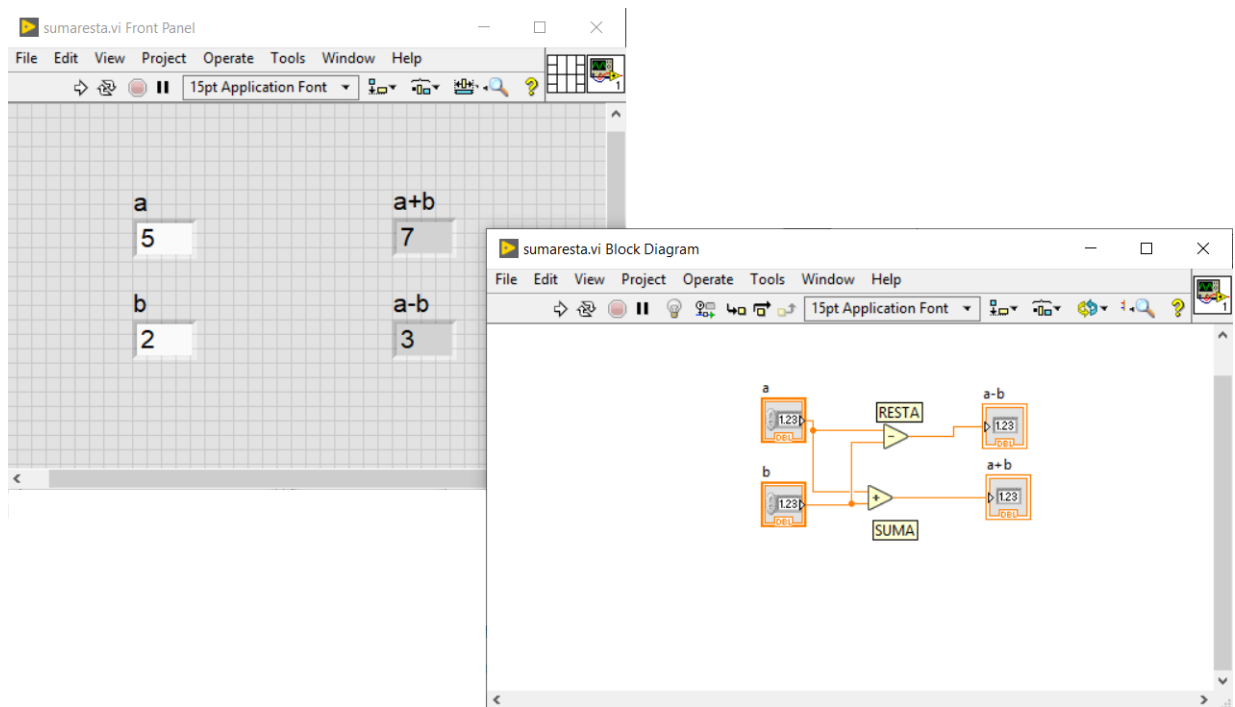 sumaresta.vi Front Panel
File Edit View Project Operate Tools Window Help
15pt Application Font
1
a
5
a+b
7
b
2
a-b
3
sumaresta.vi Block Diagram
File Edit View Project Operate Tools Window Help
15pt Application Font
1
a
1.23
DBL
RESTA
a-b
1.23
DBL
b
1.23
DBL
SUMA
a+b
1.23
DBL